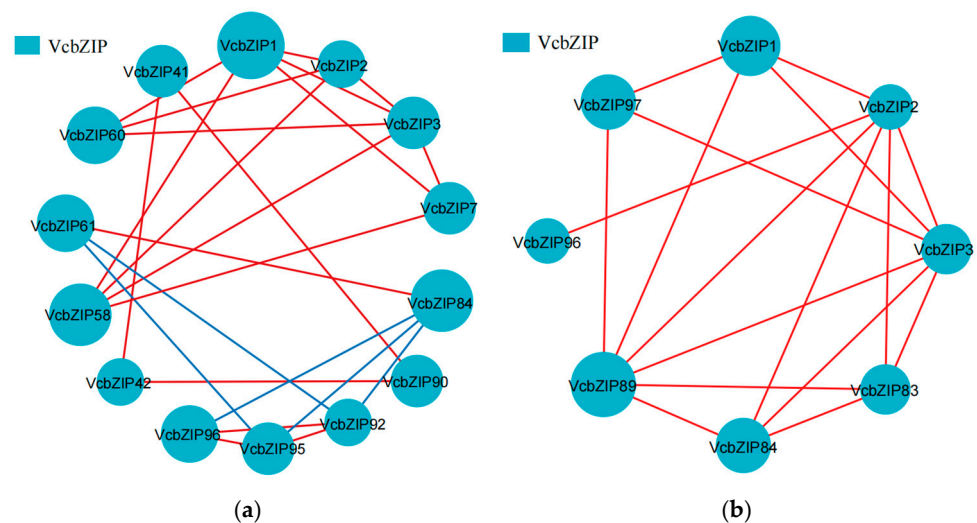 VcbZIP
VcbZIP1
VcbZIP2
VcbZIP41
VcbZIP3
VcbZIP60
VcbZIP7
VcbZIP61
VcbZIP84
VcbZIP58
VcbZIP42
VcbZIP90
VcbZIP92
VcbZIP96
VcbZIP95
(a)
VcbZIP
VcbZIP1
VcbZIP97
VcbZIP2
VcbZIP96
VcbZIP3
VcbZIP89
VcbZIP83
VcbZIP84
(b)